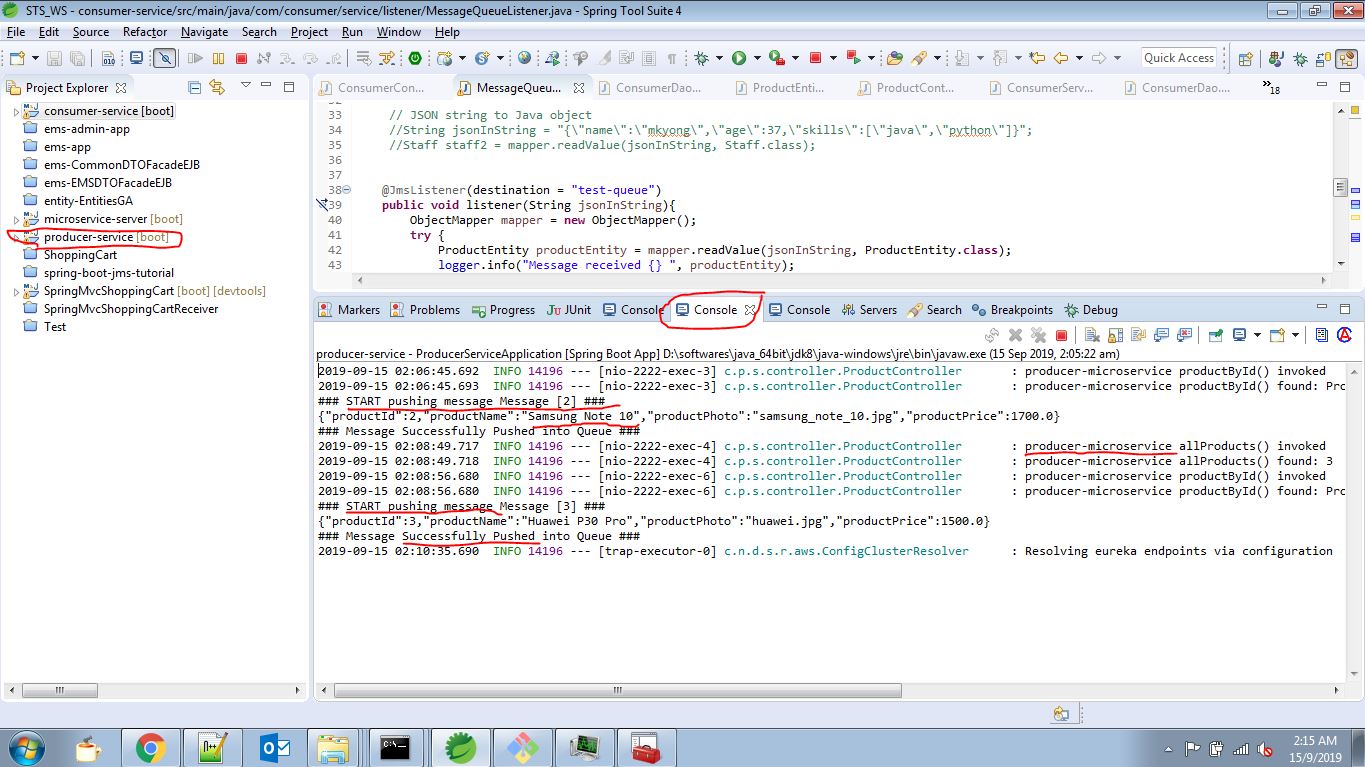 STS_WS - consumer-service/src/main/java/com/consumer/service/listener/MessageQueueListener.java - Spring Tool Suite 4
File Edit Source Refactor Navigate Search Project Run Window Help
Quick Access
Project Explorer
consumer-service [boot]
ems-admin-app
ems-app
ems-CommonDTOFacadeEJB
ems-EMSDTOFacadeEJB
entity-EntitiesGA
microservice-server [boot]
producer-service [boot]
ShoppingCart
spring-boot-jms-tutorial
SpringMvcShoppingCart [boot] [devtools]
SpringMvcShoppingCartReceiver
Test
ConsumerCon... MessageQueu... ConsumerDao... ProductEnti... ProductCont... ConsumerServ... ConsumerDao.... »18
33 // JSON string to Java object
34 //String jsonInString = "{\"name\":\"mkyong\",\"age\":37,\"skills\":[\"java\",\"python\"]}";
35 //Staff staff2 = mapper.readValue(jsonInString, Staff.class);
36
37
38 @JmsListener(destination = "test-queue")
39 public void listener(String jsonInString){
40 ObjectMapper mapper = new ObjectMapper();
41 try {
42 ProductEntity productEntity = mapper.readValue(jsonInString, ProductEntity.class);
43 logger.info("Message received {} ", productEntity);
Markers Problems Progress JUnit Console Console Console Servers Search Breakpoints Debug
producer-service - ProducerServiceApplication [Spring Boot App] D:\softwares\java_64bit\jdk8\java-windows\jre\bin\javaw.exe (15 Sep 2019, 2:05:22 am)
2019-09-15 02:06:45.692 INFO 14196 --- [nio-2222-exec-3] c.p.s.controller.ProductController : producer-microservice productById() invoked
2019-09-15 02:06:45.693 INFO 14196 --- [nio-2222-exec-3] c.p.s.controller.ProductController : producer-microservice productById() found: Pro
### START pushing message Message [2] ###
{"productId":2,"productName":"Samsung Note 10","productPhoto":"samsung_note_10.jpg","productPrice":1700.0}
### Message Successfully Pushed into Queue ###
2019-09-15 02:08:49.717 INFO 14196 --- [nio-2222-exec-4] c.p.s.controller.ProductController : producer-microservice allProducts() invoked
2019-09-15 02:08:49.718 INFO 14196 --- [nio-2222-exec-4] c.p.s.controller.ProductController : producer-microservice allProducts() found: 3
2019-09-15 02:08:56.680 INFO 14196 --- [nio-2222-exec-6] c.p.s.controller.ProductController : producer-microservice productById() invoked
2019-09-15 02:08:56.680 INFO 14196 --- [nio-2222-exec-6] c.p.s.controller.ProductController : producer-microservice productById() found: Pro
### START pushing message Message [3] ###
{"productId":3,"productName":"Huawei P30 Pro","productPhoto":"huawei.jpg","productPrice":1500.0}
### Message Successfully Pushed into Queue ###
2019-09-15 02:10:35.690 INFO 14196 --- [trap-executor-0] c.n.d.s.r.aws.ConfigClusterResolver : Resolving eureka endpoints via configuration
2:15 AM
15/9/2019